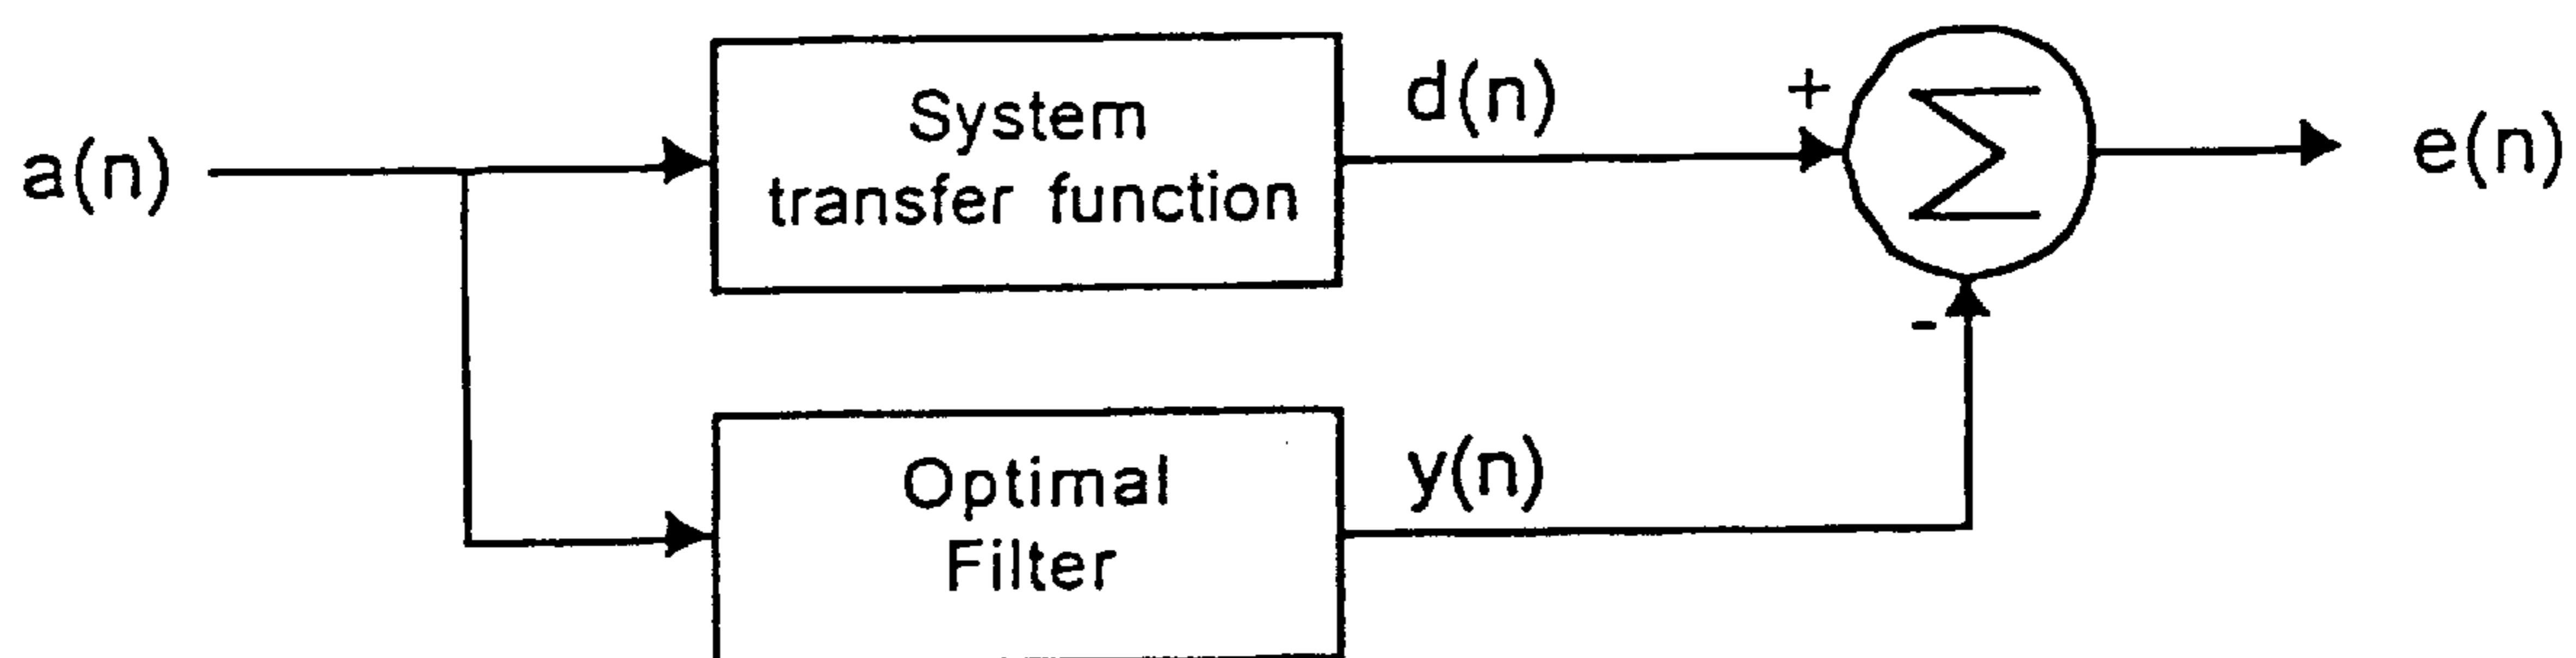 a(n)
System
transfer function
d(n)
+
Σ
e(n)
-
Optimal
Filter
y(n)